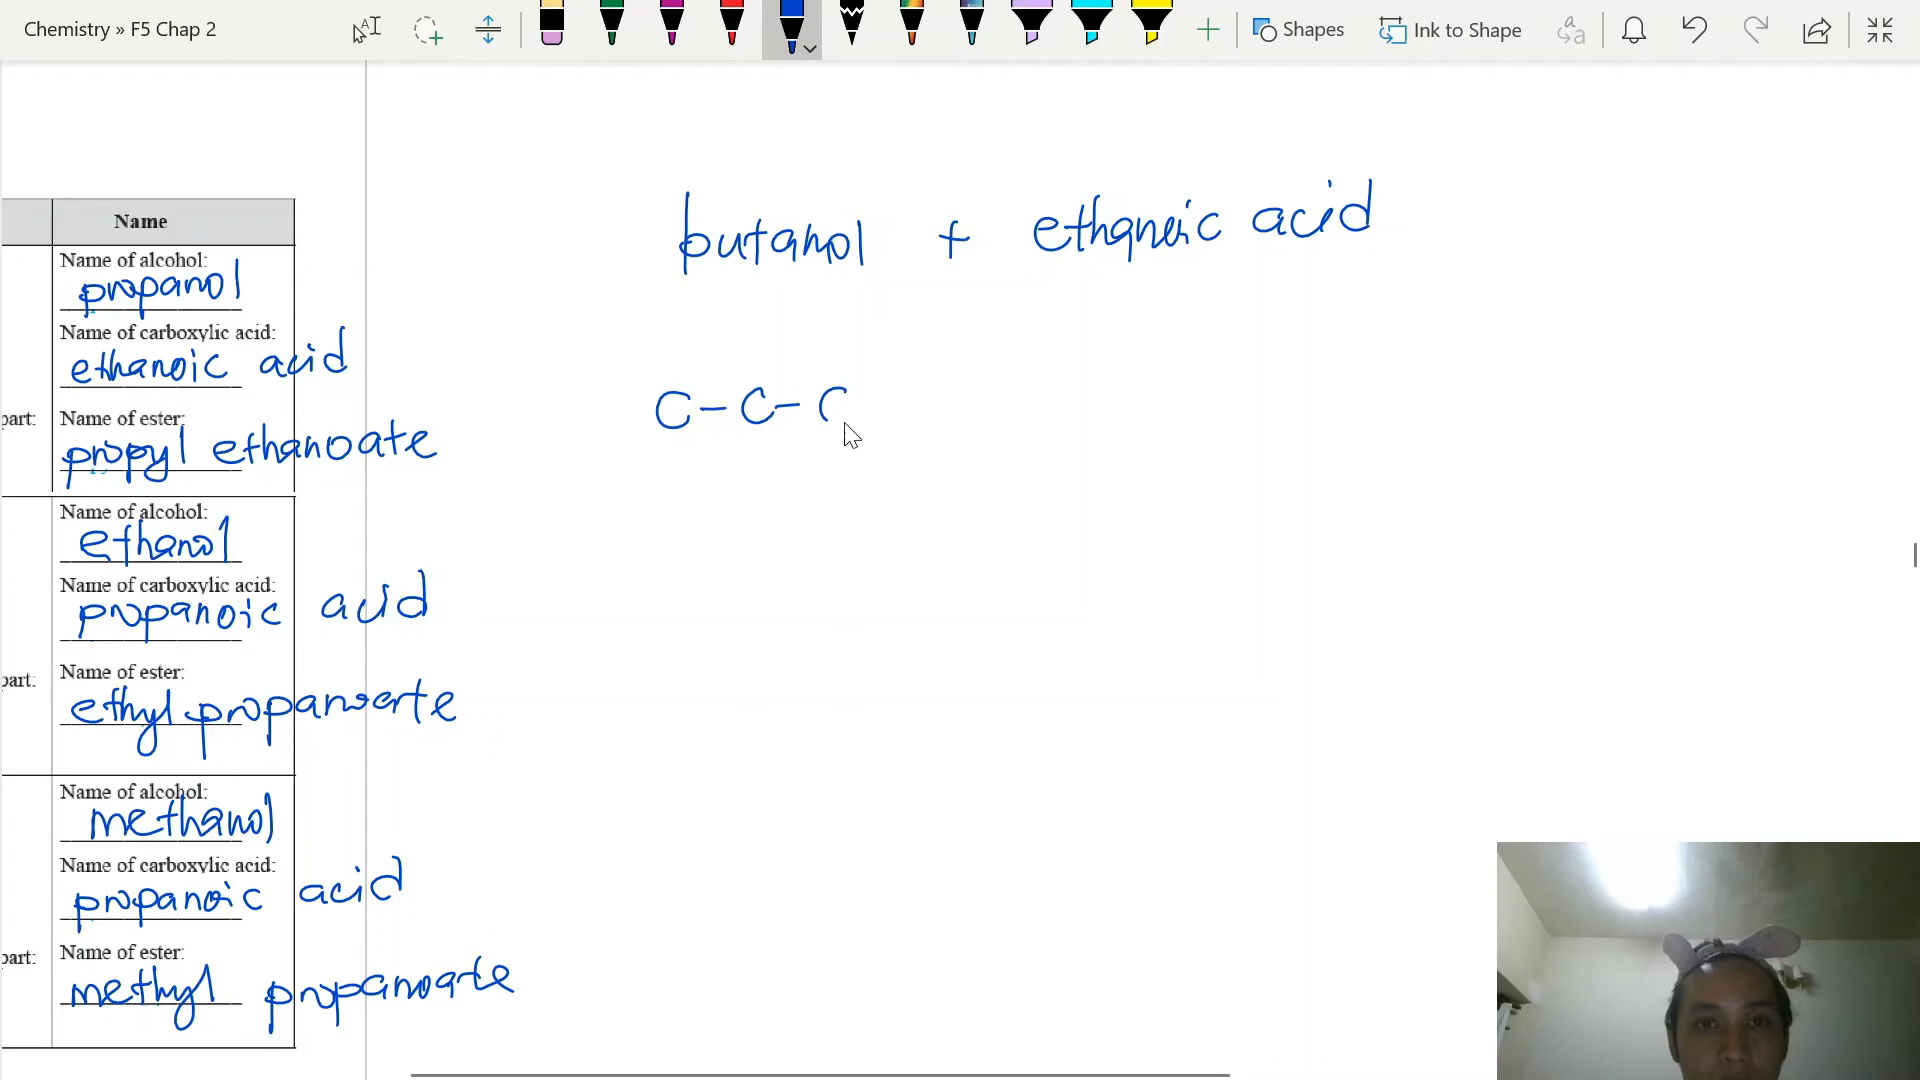 Chemistry » F5 Chap 2
Shapes
Ink to Shape
Name
Name of alcohol:
propanol
Name of carboxylic acid:
ethanoic acid
part:
Name of ester:
propyl ethanoate
Name of alcohol:
ethanol
Name of carboxylic acid:
propanoic acid
part:
Name of ester:
ethyl propanoate
Name of alcohol:
methanol
Name of carboxylic acid:
propanoic acid
part:
Name of ester:
methyl propanoate
butanol + ethanoic acid
C - C - C